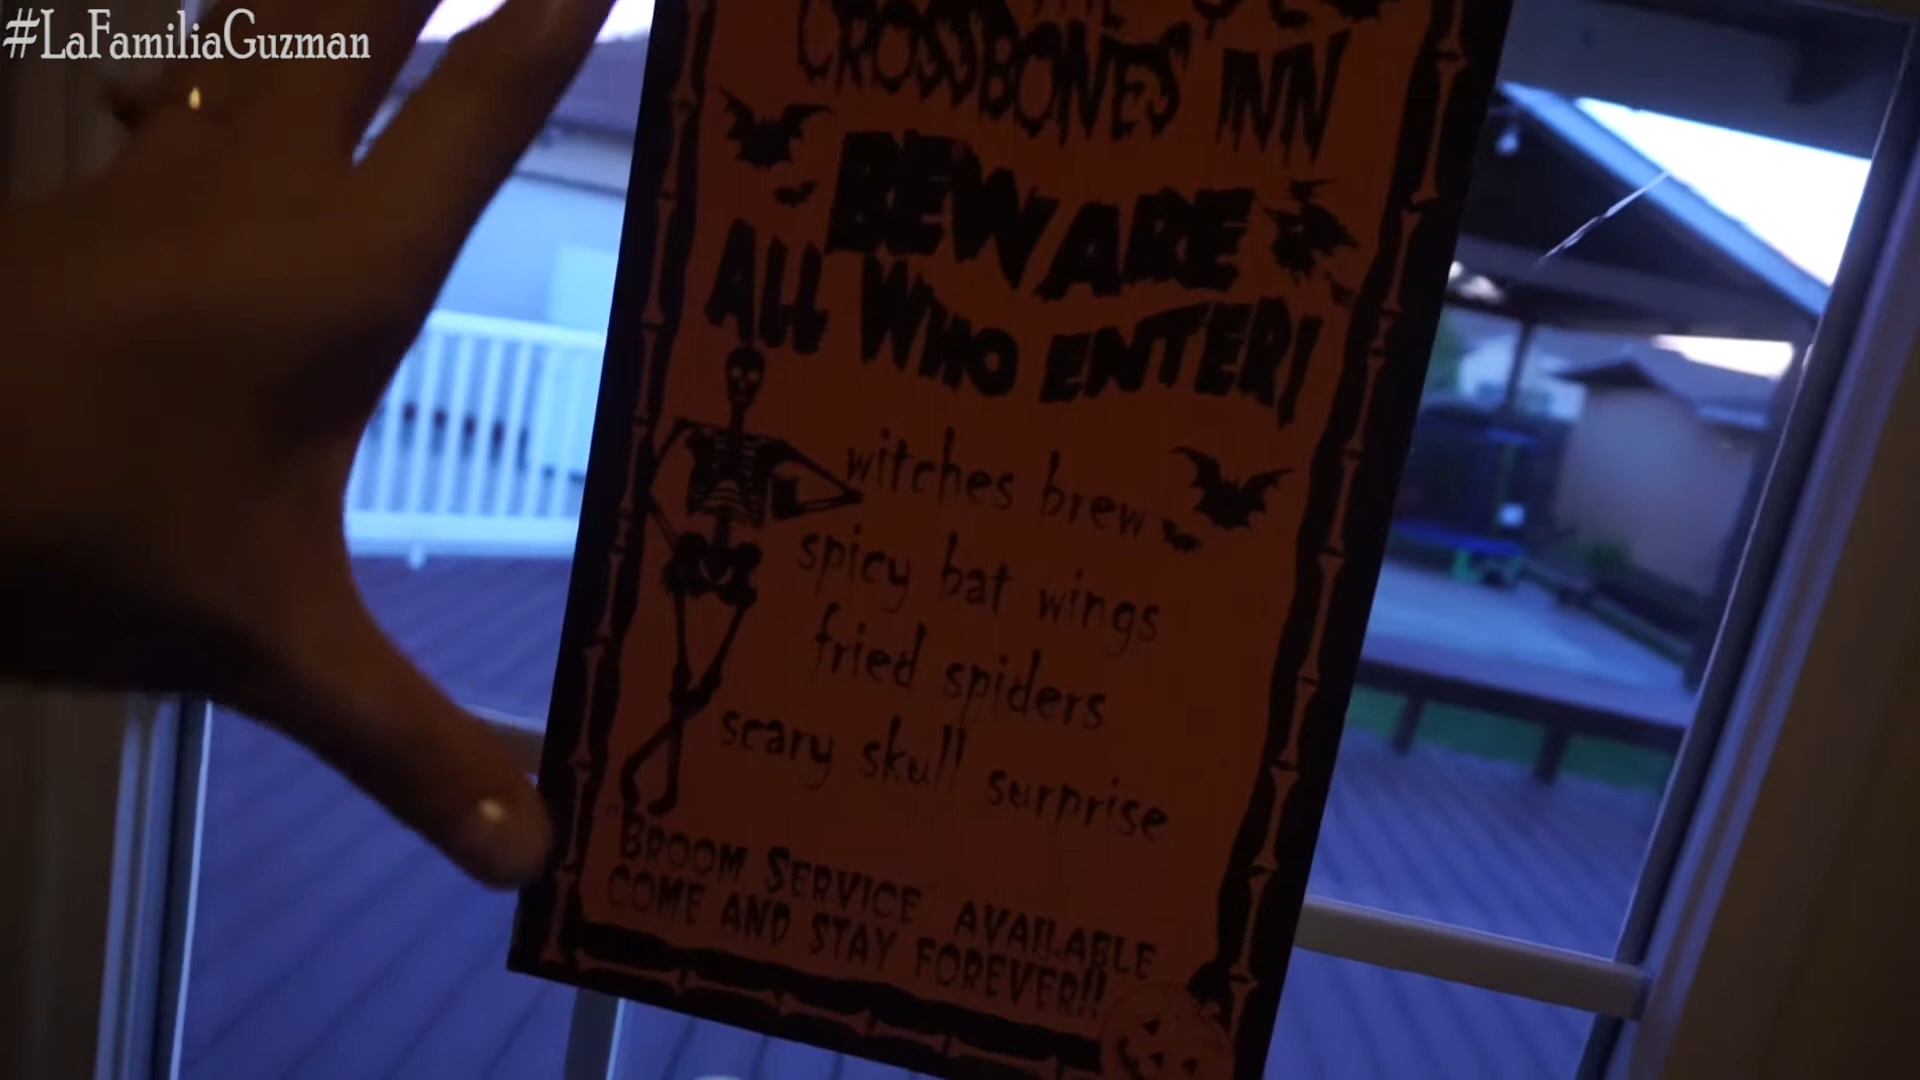 #LaFamiliaGuzman
THE
CROSSBONES INN
BEWARE
ALL WHO ENTER!
witches brew
spicy bat wings
fried spiders
scary skull surprise
"BROOM SERVICE" AVAILABLE
COME AND STAY FOREVER!!